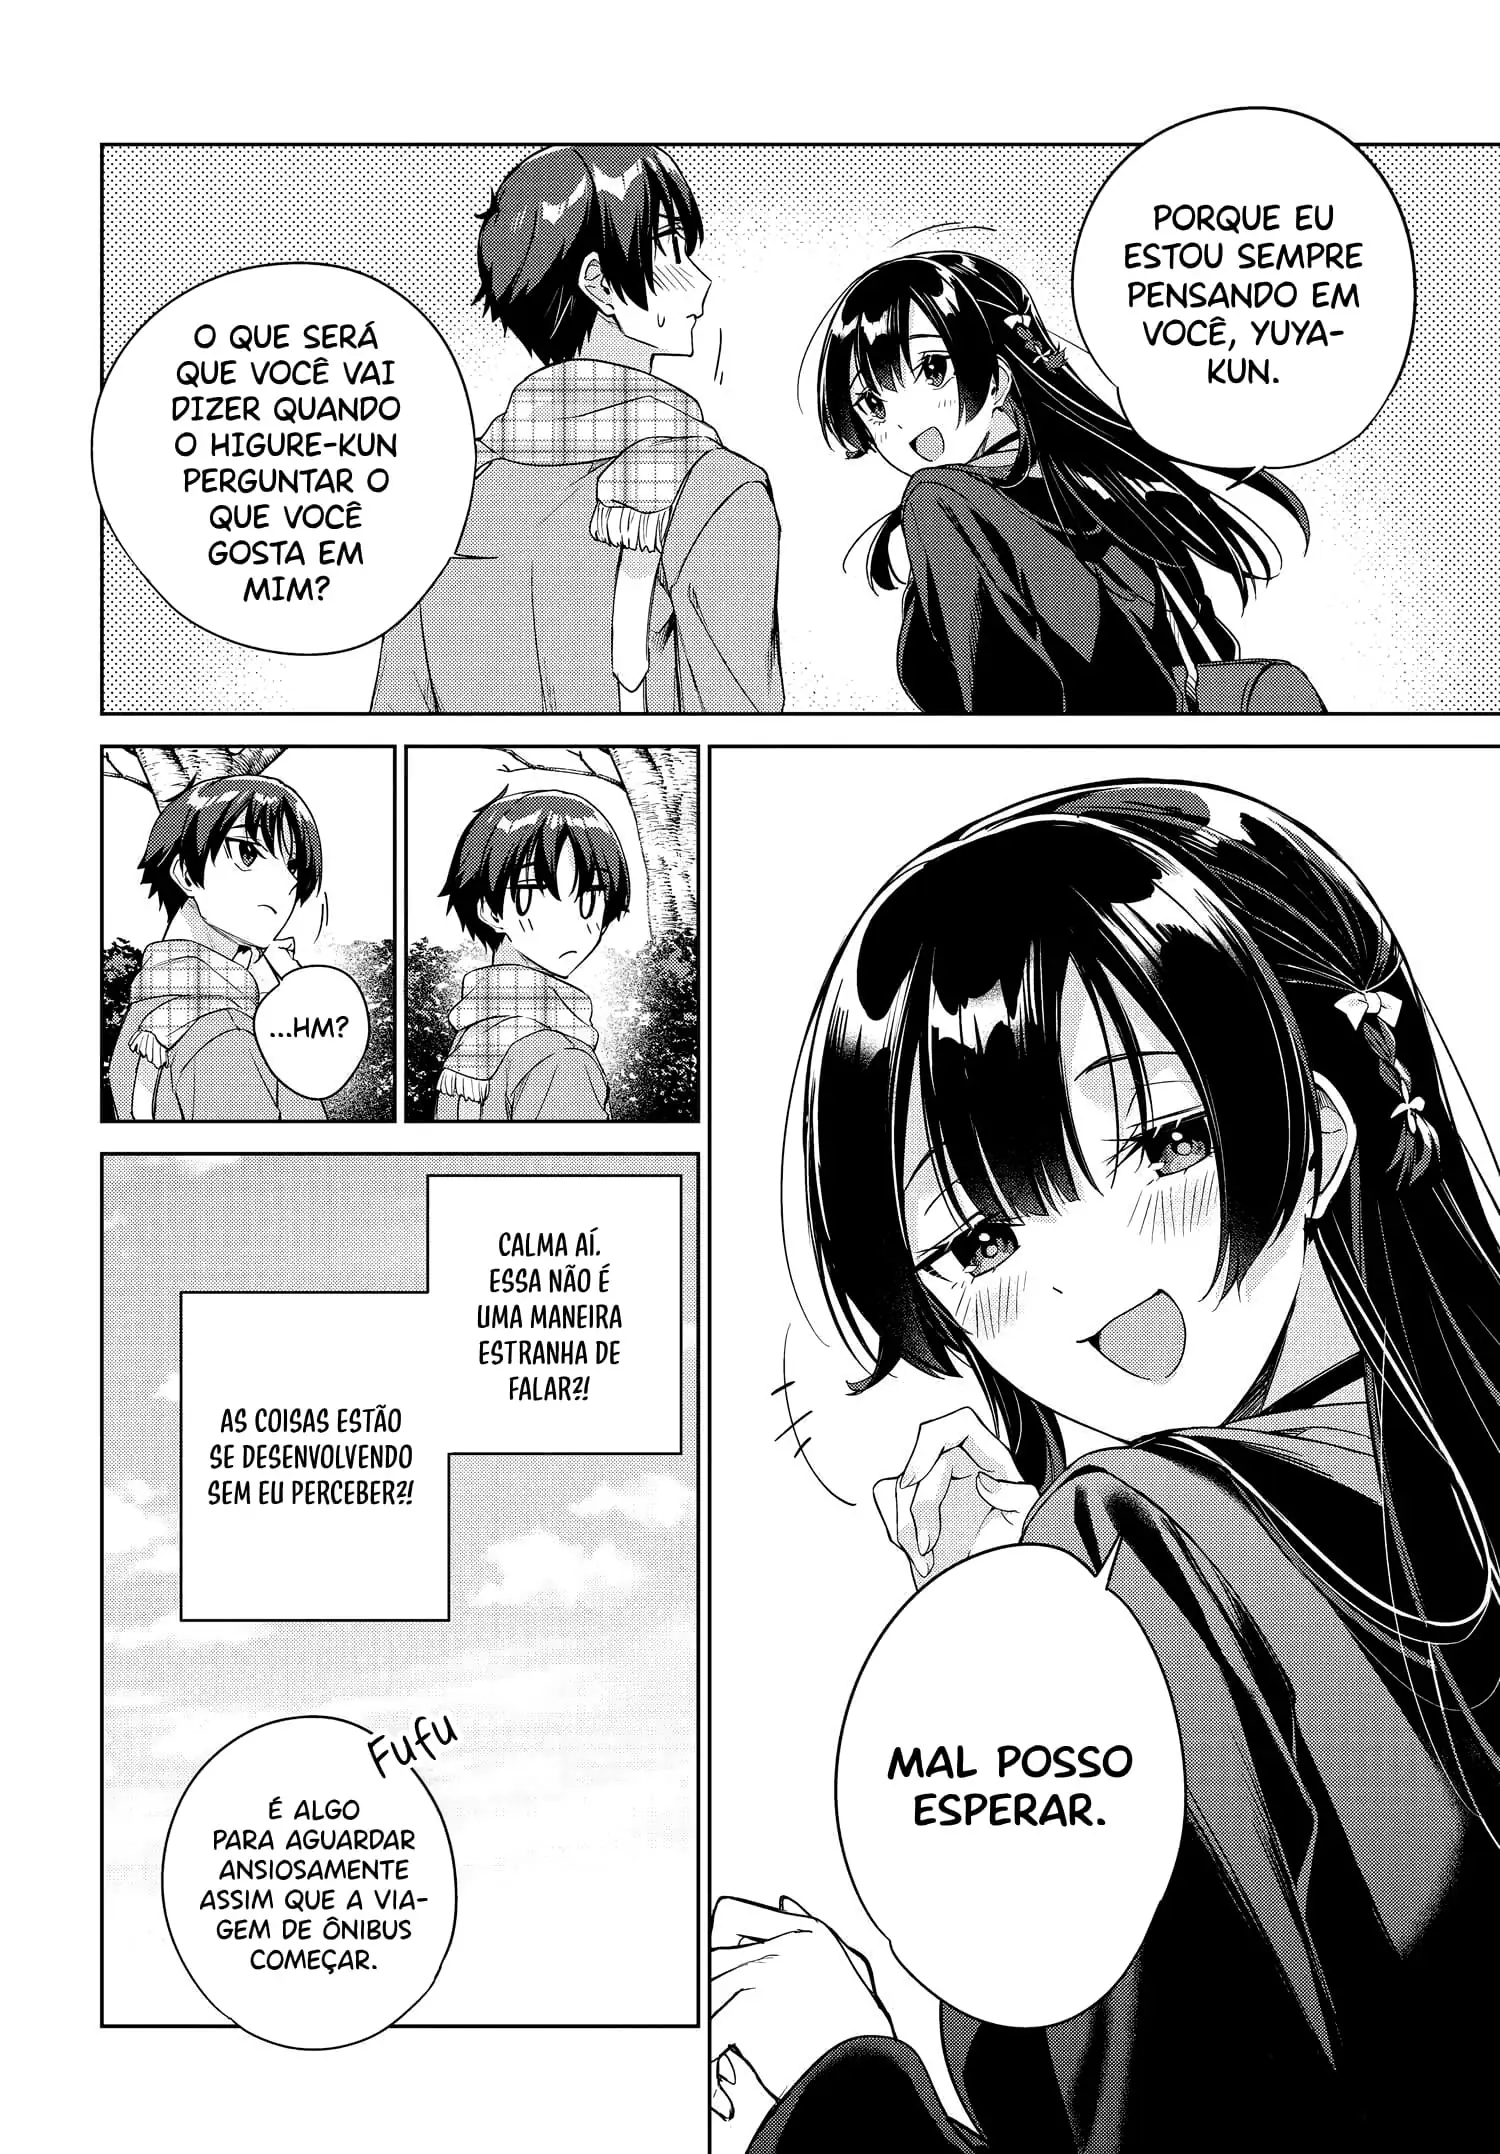 PORQUE EU
ESTOU SEMPRE
PENSANDO EM
VOCÊ, YUYA-
KUN.
O QUE SERÁ
QUE VOCÊ VAI
DIZER QUANDO
O HIGURE-KUN
PERGUNTAR O
QUE VOCÊ
GOSTA EM
MIM?
MAL POSSO
ESPERAR.
...HM?
CALMA AÍ.
ESSA NÃO É
UMA MANEIRA
ESTRANHA DE
FALAR?!
AS COISAS ESTÃO
SE DESENVOLVENDO
SEM EU PERCEBER?!
FUFU
É ALGO
PARA AGUARDAR
ANSIOSAMENTE
ASSIM QUE A VIA-
GEM DE ÔNIBUS
COMEÇAR.